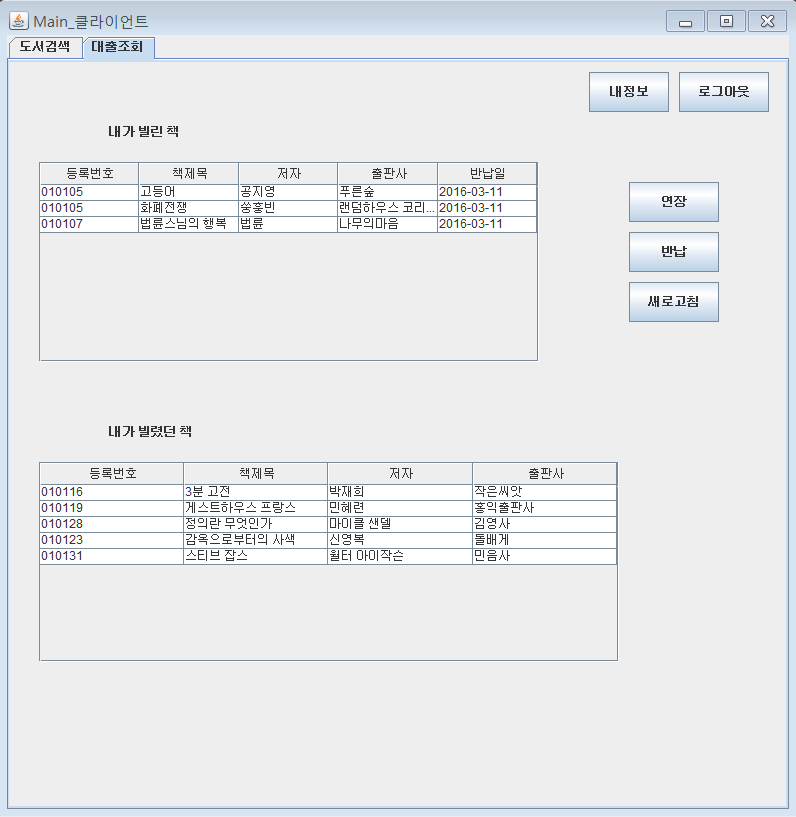 Main_클라이언트
도서검색 대출조회
내정보 로그아웃
내가 빌린 책
등록번호 책제목 저자 출판사 반납일
010105 고등어 공지영 푸른숲 2016-03-11
010105 화폐전쟁 쑹홍빈 랜덤하우스 코리... 2016-03-11
010107 법륜스님의 행복 법륜 나무의마음 2016-03-11
연장
반납
새로고침
내가 빌렸던 책
등록번호 책제목 저자 출판사
010116 3분 고전 박재희 작은씨앗
010119 게스트하우스 프랑스 민혜련 홍익출판사
010128 정의란 무엇인가 마이클 샌델 김영사
010123 감옥으로부터의 사색 신영복 돌배게
010131 스티브 잡스 월터 아이작슨 민음사